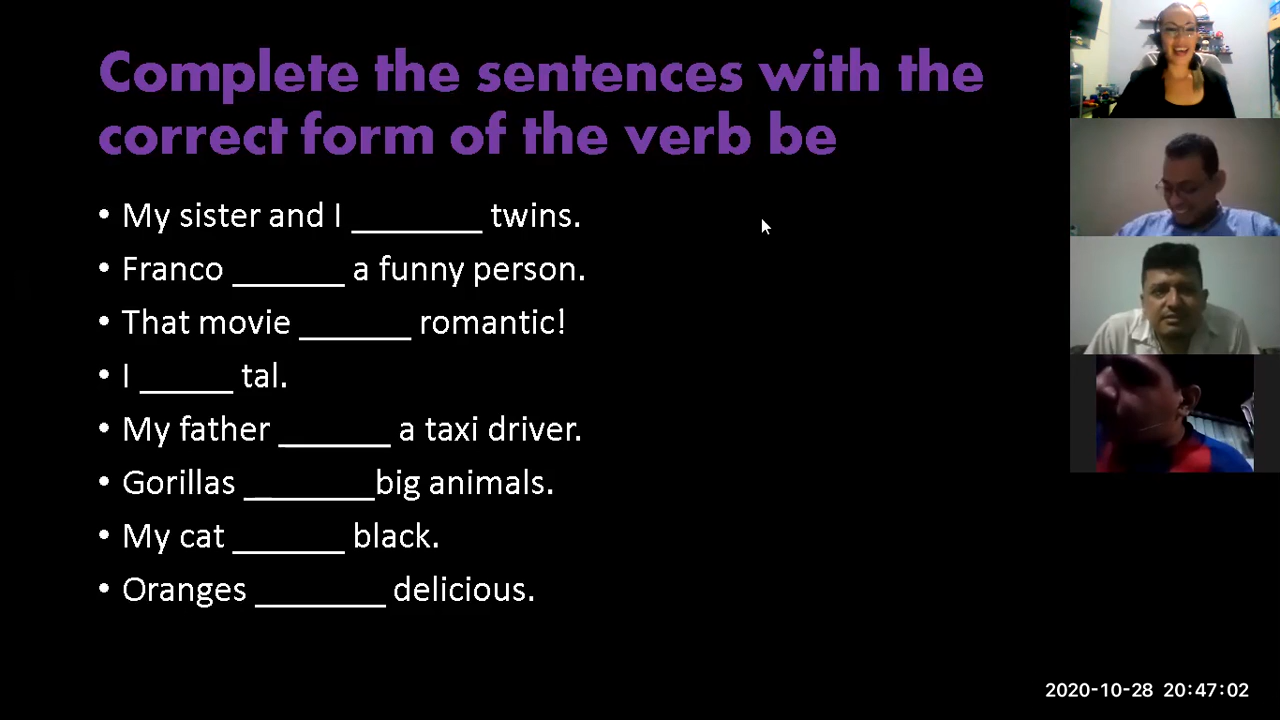 Complete the sentences with the
correct form of the verb be
• My sister and I ________ twins.
• Franco _______ a funny person.
• That movie _______ romantic!
• I ______ tal.
• My father _______ a taxi driver.
• Gorillas ________big animals.
• My cat _______ black.
• Oranges ________ delicious.
2020-10-28 20:47:02